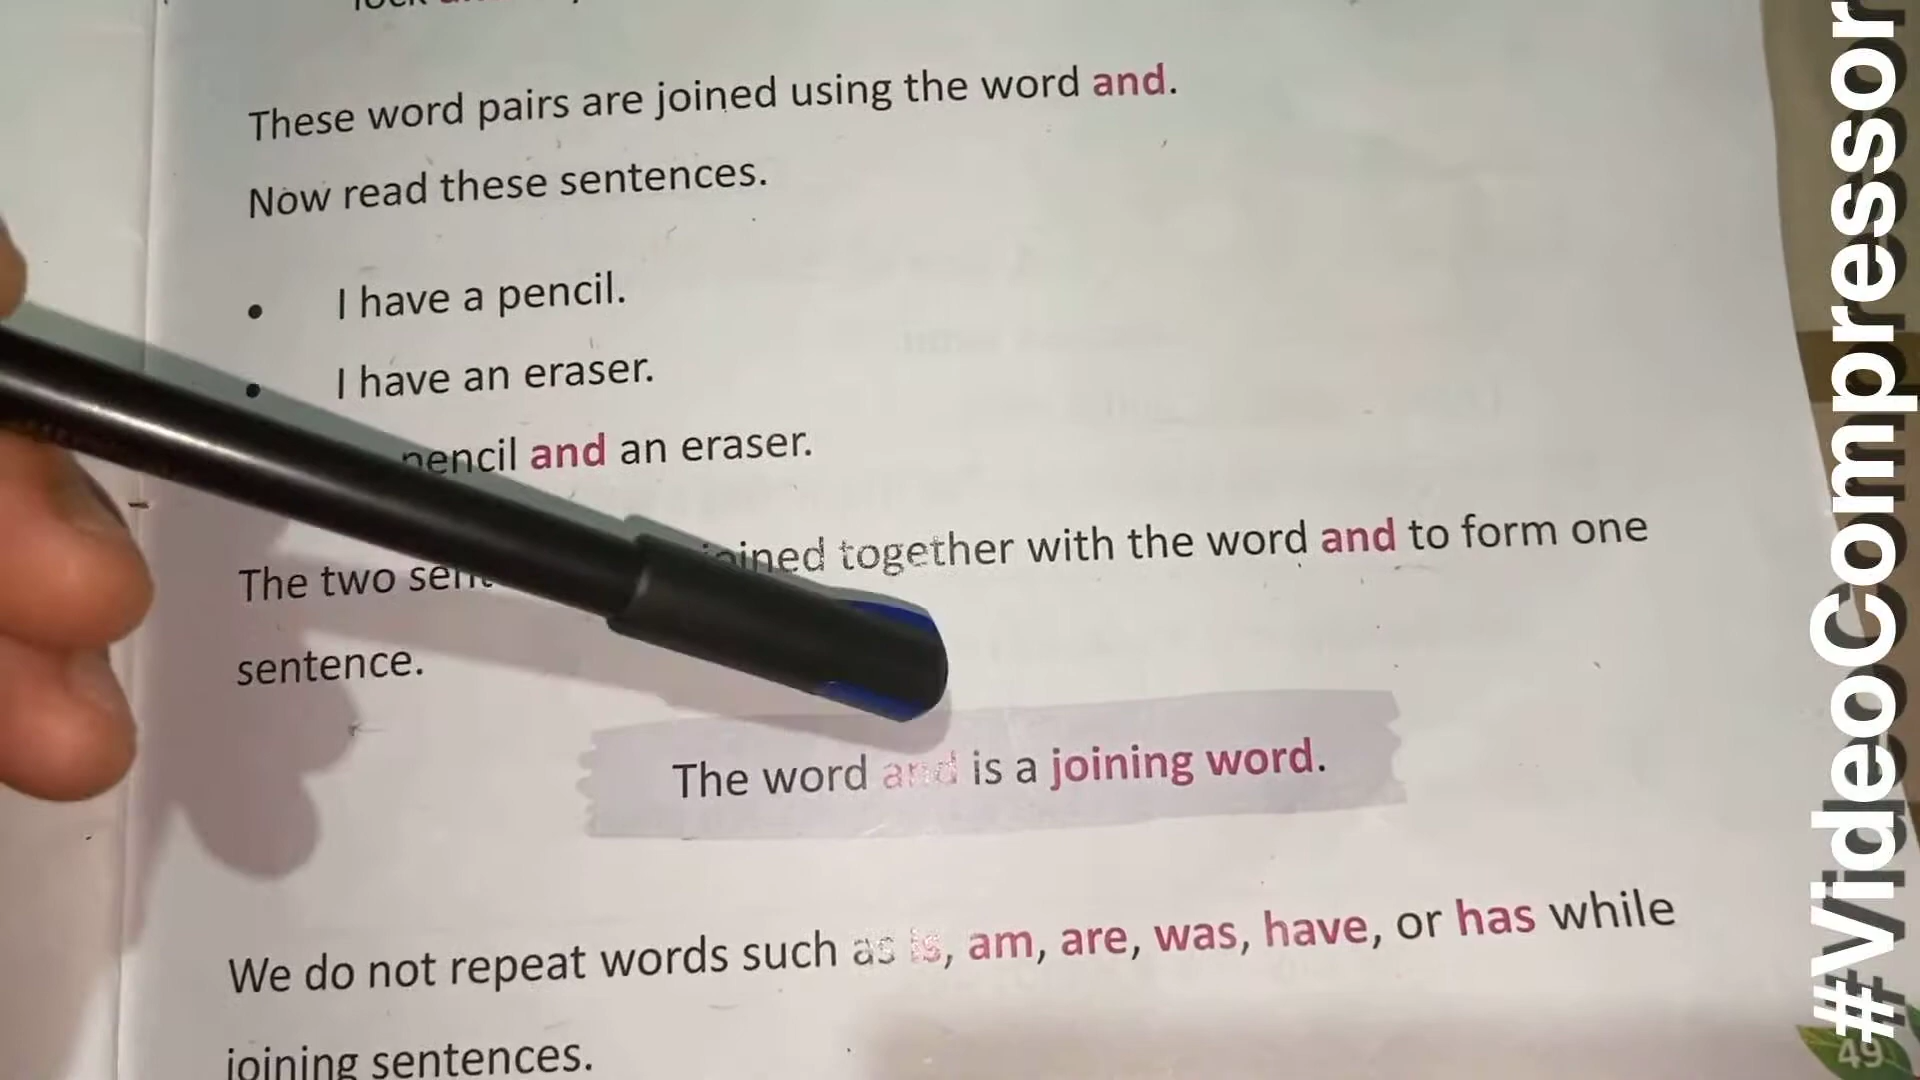 These word pairs are joined using the word and.
Now read these sentences.
• I have a pencil.
• I have an eraser.
pencil and an eraser.
The two joined together with the word and to form one
sentence.
The word and is a joining word.
We do not repeat words such as is, am, are, was, have, or has while
joining sentences.
49
#VideoCompressor